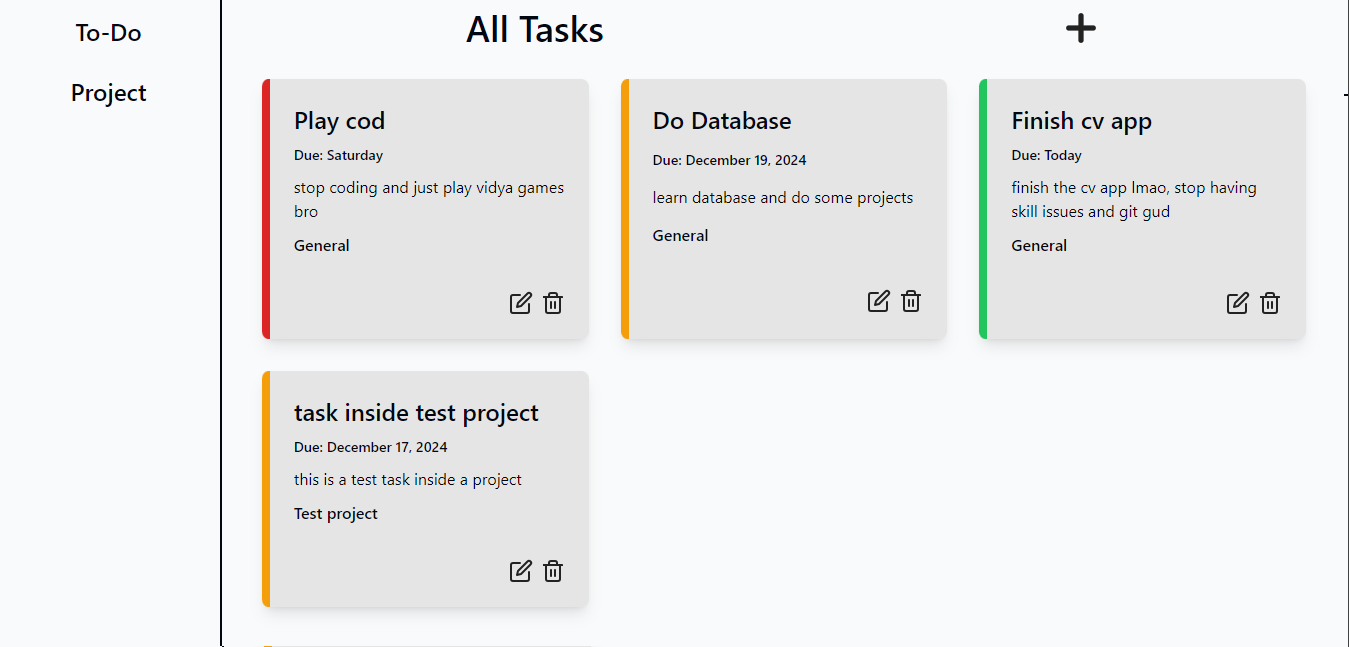 To-Do
Project
All Tasks
Play cod
Due: Saturday
stop coding and just play vidya games
bro
General
Do Database
Due: December 19, 2024
learn database and do some projects
General
Finish cv app
Due: Today
finish the cv app lmao, stop having
skill issues and git gud
General
task inside test project
Due: December 17, 2024
this is a test task inside a project
Test project